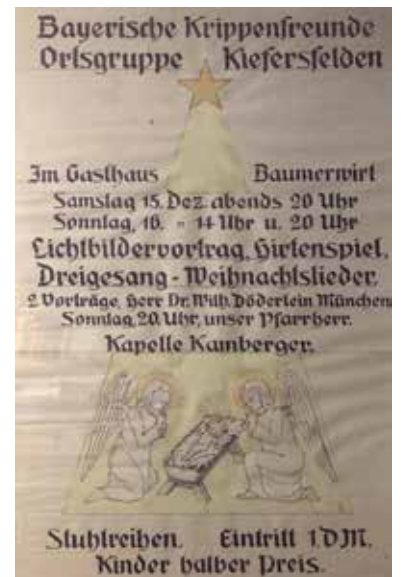 Bayerische Krippenfreunde
Ortsgruppe Kiefersfelden
Im Gasthaus Baumerwirt
Samstag 15. Dez. abends 20 Uhr
Sonntag, 16. " 14 Uhr u. 20 Uhr
Lichtbildervortrag, Hirtenspiel,
Dreigesang - Weihnachtslieder.
2 Vorträge, Herr Dr. Wilh. Döderlein München
Sonntag, 20. Uhr, unser Pfarrherr.
Kapelle Kamberger.
Stuhlreihen. Eintritt 1 DM.
Kinder halber Preis.